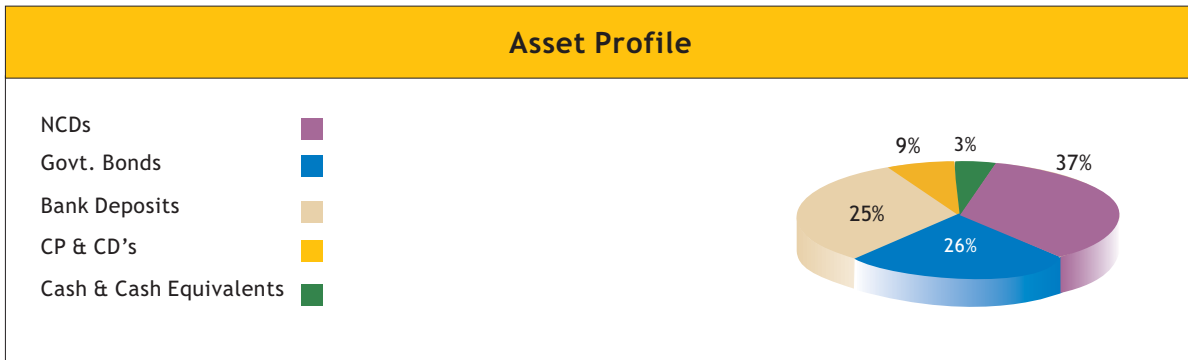 Asset Profile
NCDs
Govt. Bonds
Bank Deposits
CP & CD’s
Cash & Cash Equivalents
9%
3%
37%
25%
26%